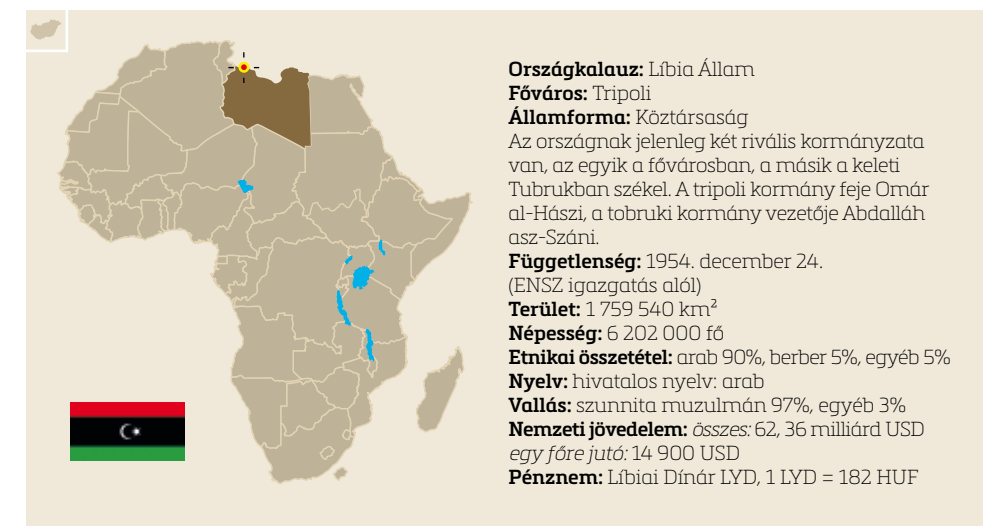 Országkalauz: Líbia Állam
Főváros: Tripoli
Államforma: Köztársaság
Az országnak jelenleg két rivális kormányzata
van, az egyik a fővárosban, a másik a keleti
Tubrukban székel. A tripoli kormány feje Omár
al-Hászi, a tobruki kormány vezetője Abdalláh
asz-Száni.
Függetlenség: 1954. december 24.
(ENSZ igazgatás alól)
Terület: 1 759 540 km²
Népesség: 6 202 000 fő
Etnikai összetétel: arab 90%, berber 5%, egyéb 5%
Nyelv: hivatalos nyelv: arab
Vallás: szunnita muzulmán 97%, egyéb 3%
Nemzeti jövedelem: összes: 62, 36 milliárd USD
egy főre jutó: 14 900 USD
Pénznem: Líbiai Dínár LYD, 1 LYD = 182 HUF